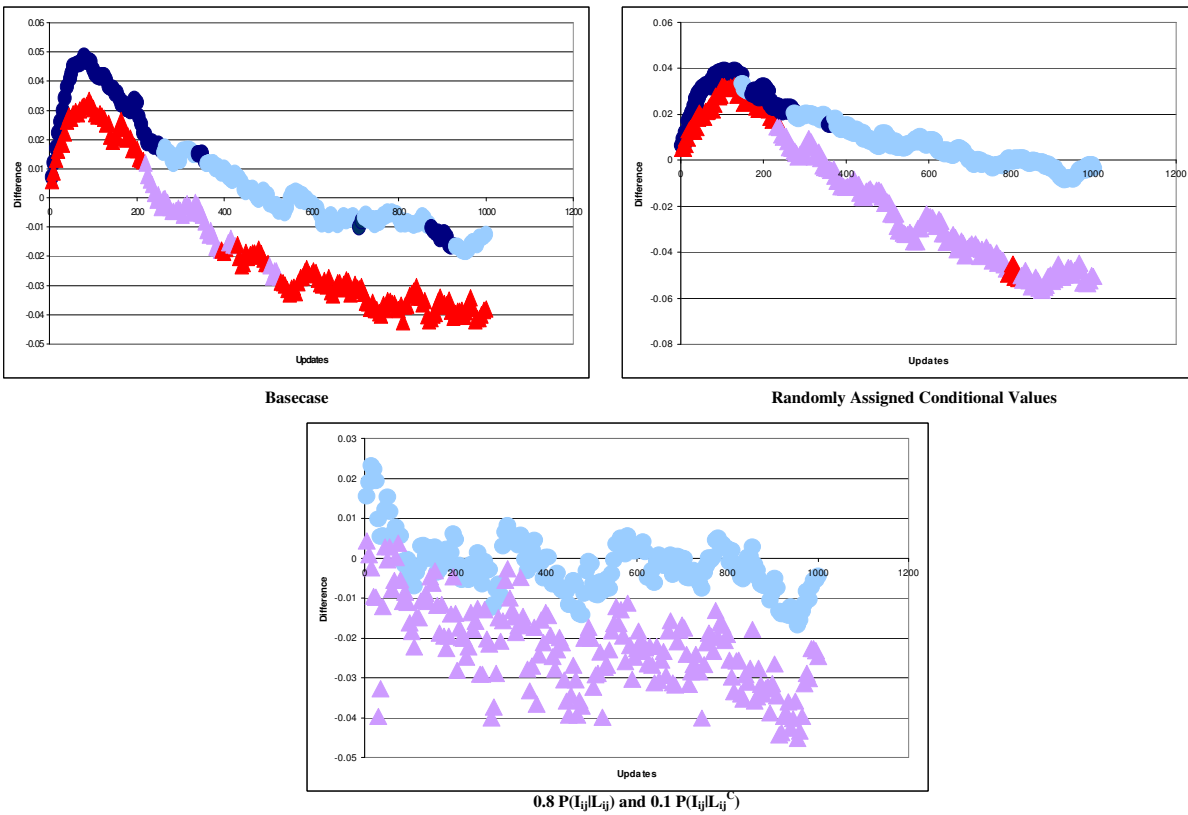 0.06
0.05
0.04
0.03
0.02
0.01
0
-0.01
-0.02
-0.03
-0.04
-0.05
Difference
0 200 400 600 800 1000 1200
Updates
Basecase
0.06
0.04
0.02
0
-0.02
-0.04
-0.06
-0.08
Difference
0 200 400 600 800 1000 1200
Updates
Randomly Assigned Conditional Values
0.03
0.02
0.01
0
-0.01
-0.02
-0.03
-0.04
-0.05
Difference
0 200 400 600 800 1000 1200
Updates
0.8 P(Iij|Lij) and 0.1 P(Iij|LijC)